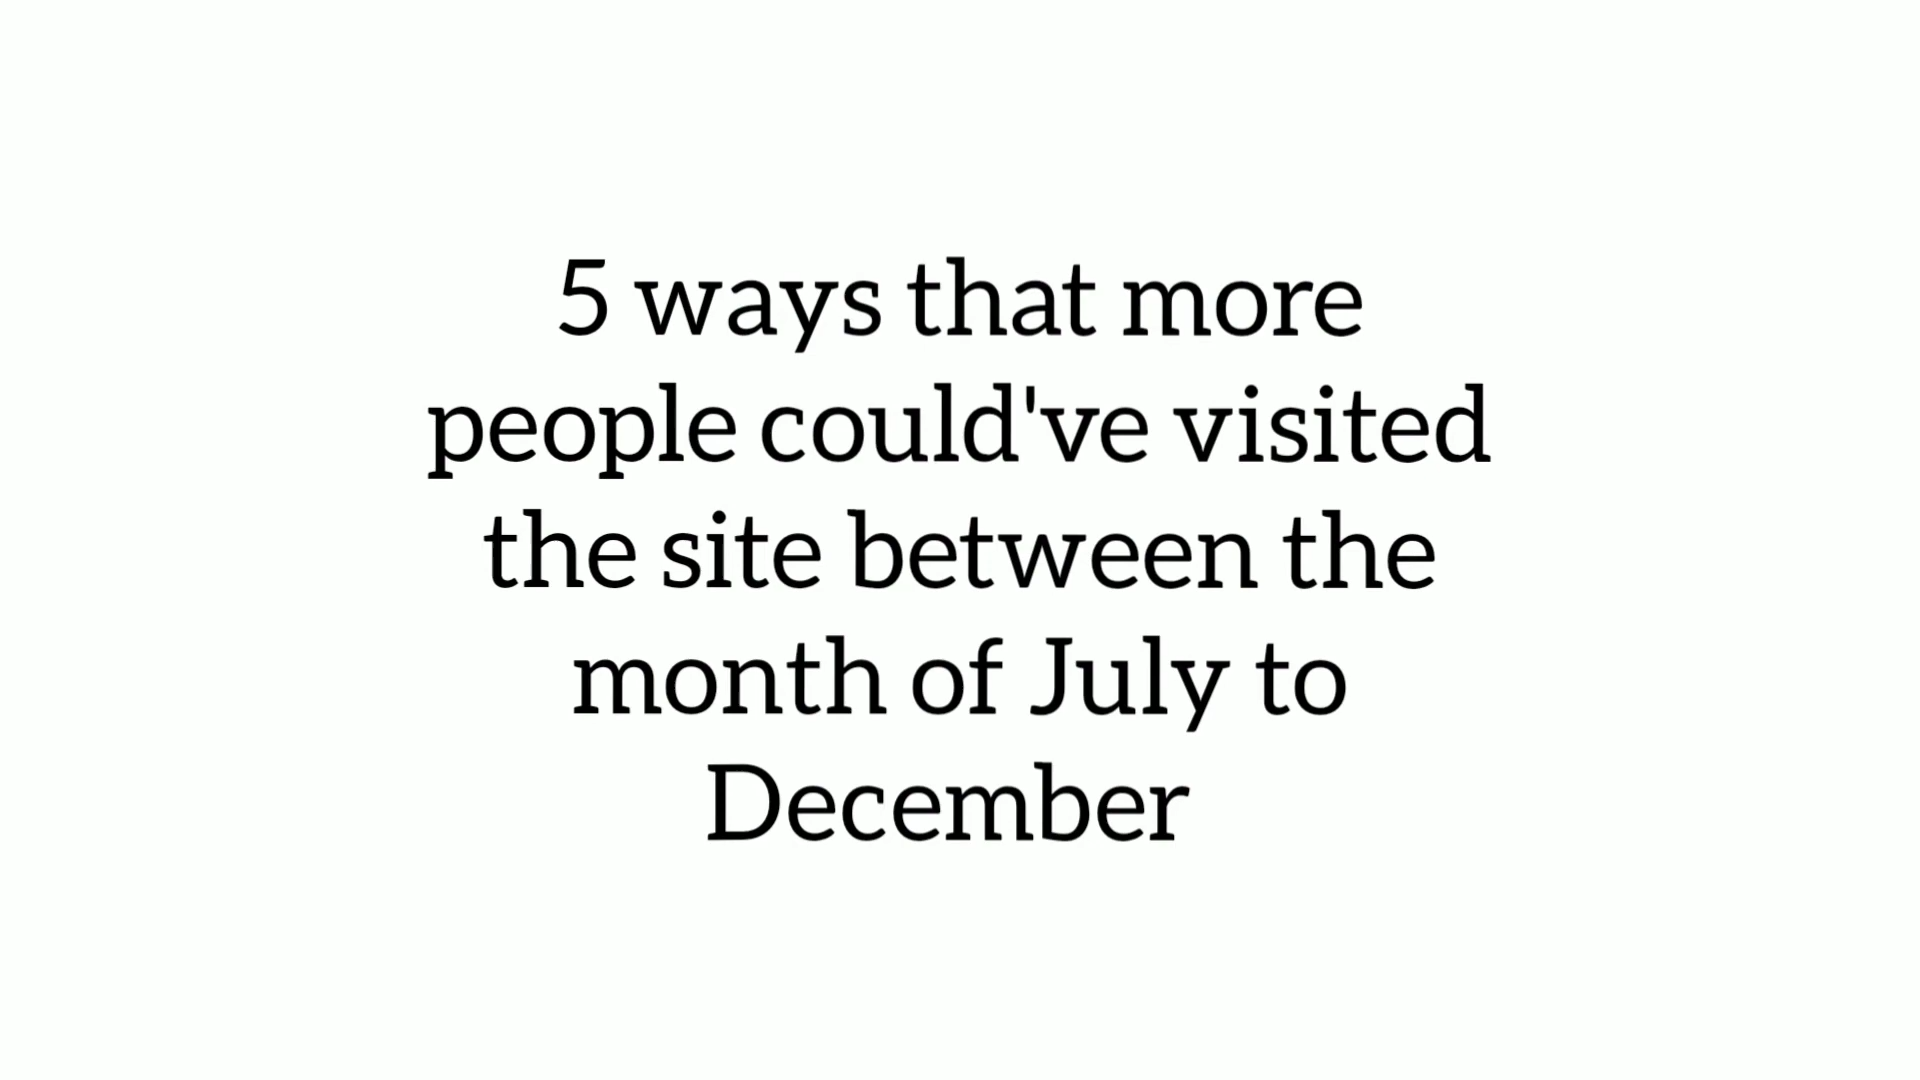 5 ways that more
people could've visited
the site between the
month of July to
December